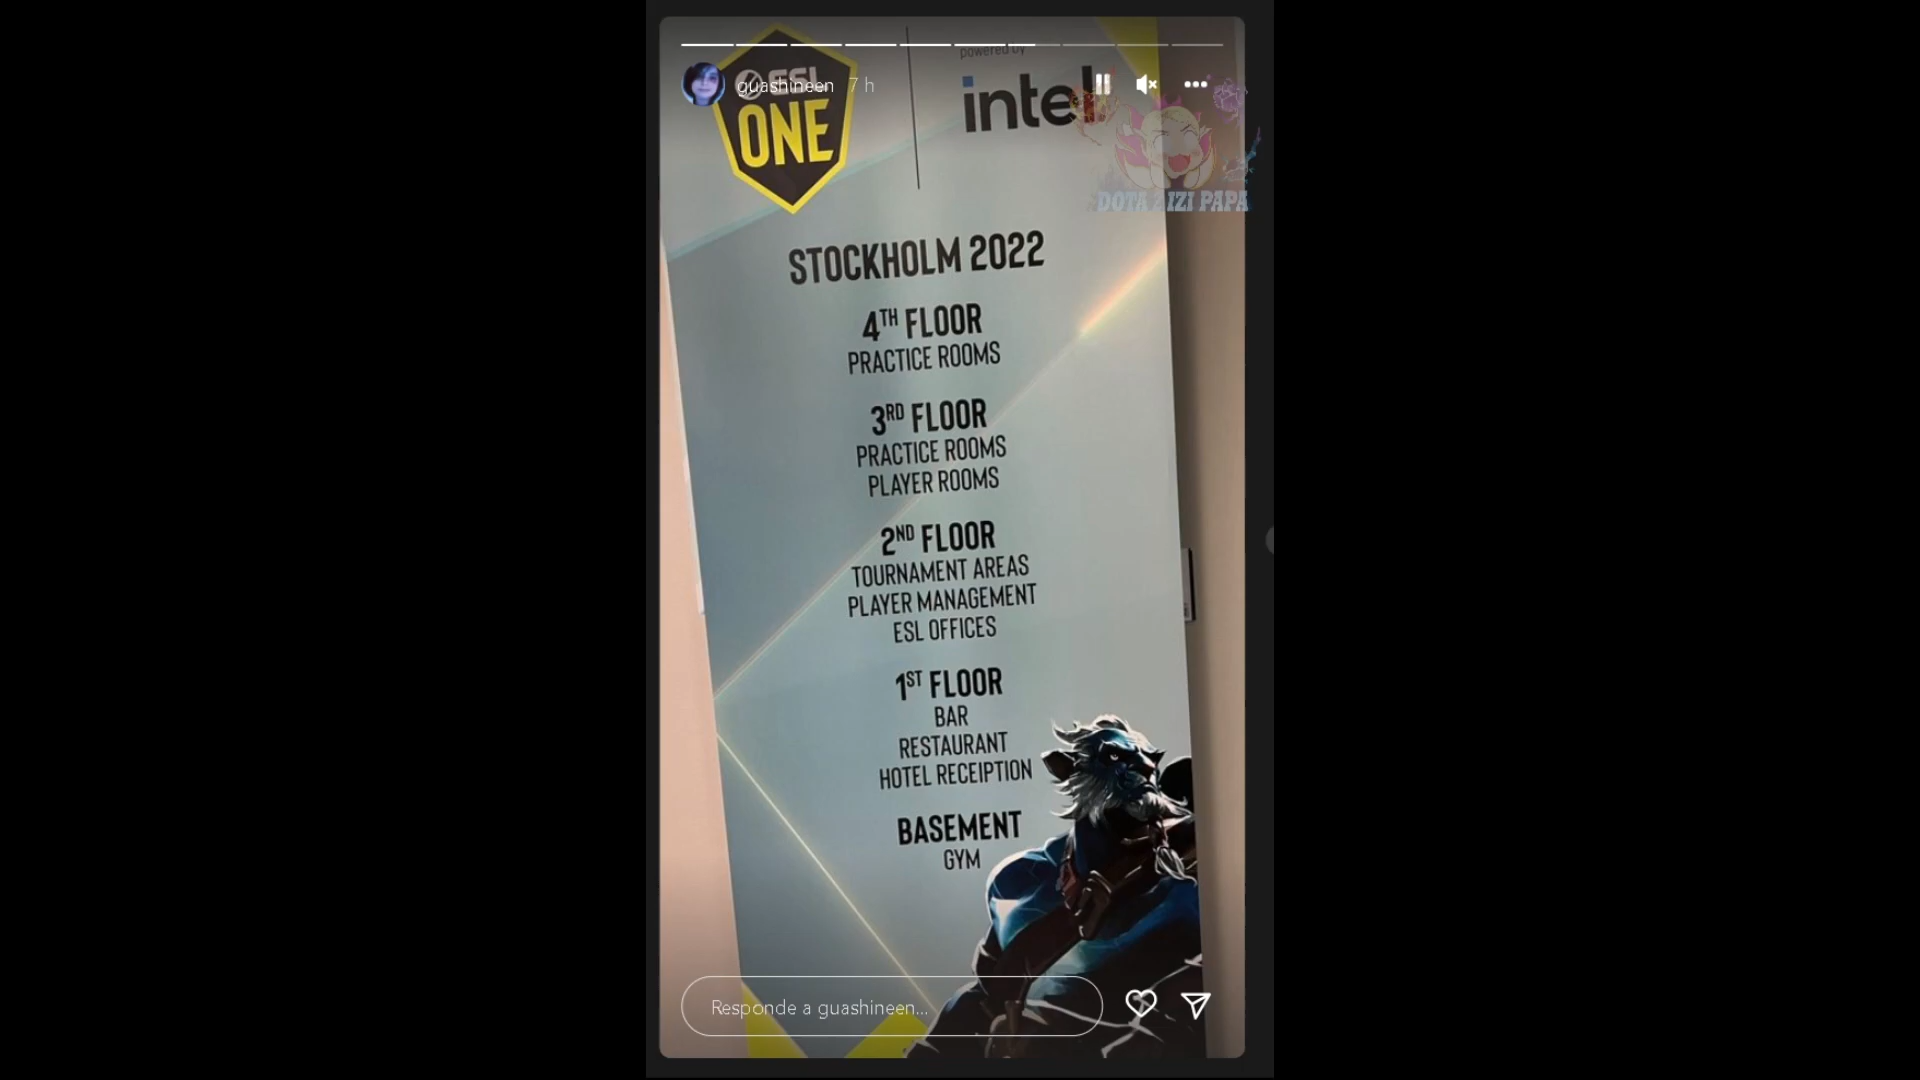 powered by
ESL
ONE
intel
guashineen 7 h
DOTA 2 IZI PAPA
STOCKHOLM 2022
4TH FLOOR
PRACTICE ROOMS
3RD FLOOR
PRACTICE ROOMS
PLAYER ROOMS
2ND FLOOR
TOURNAMENT AREAS
PLAYER MANAGEMENT
ESL OFFICES
1ST FLOOR
BAR
RESTAURANT
HOTEL RECEIPTION
BASEMENT
GYM
Responde a guashineen...